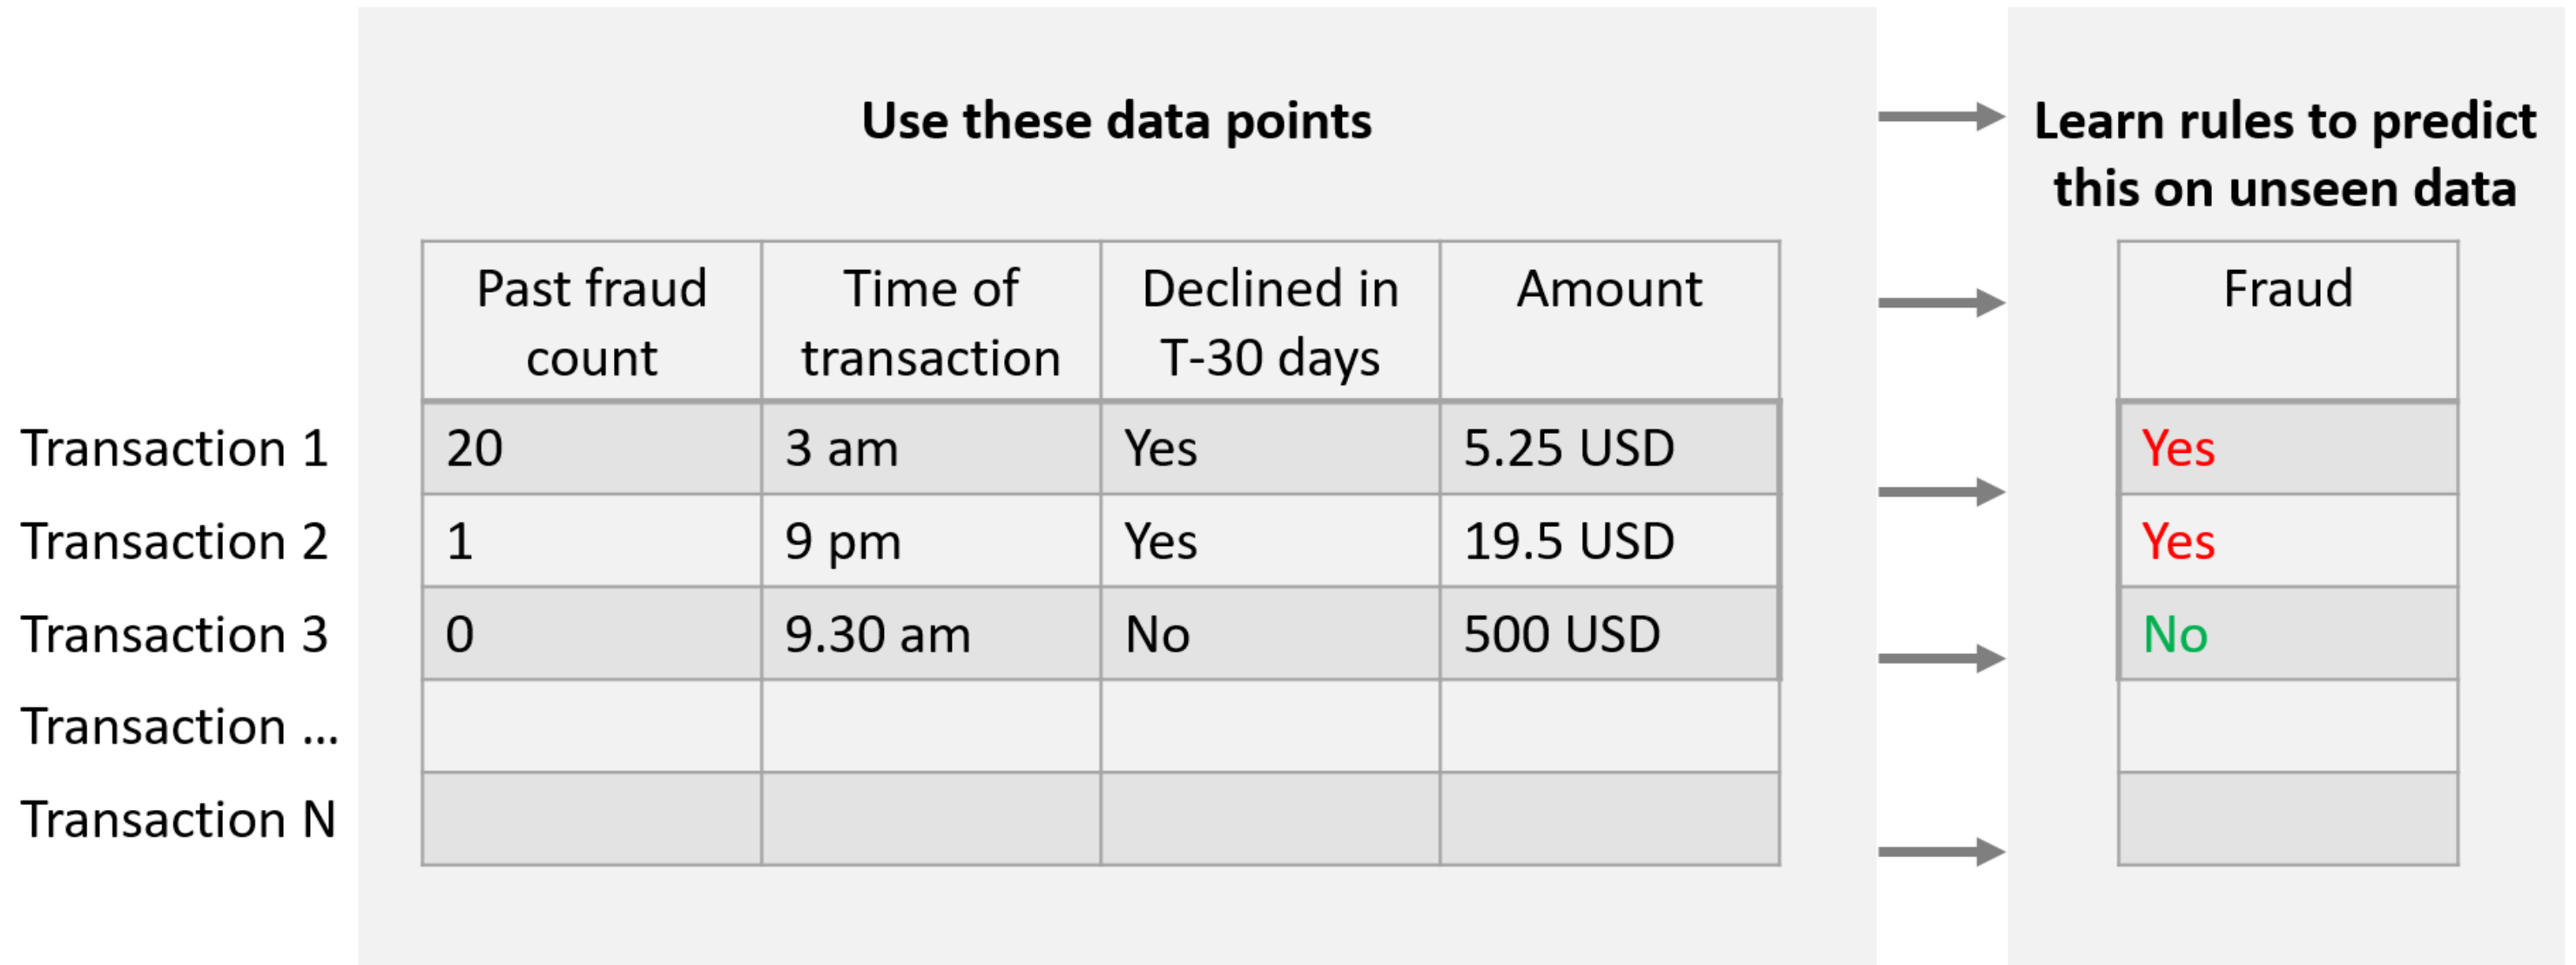 Use these data points
Learn rules to predict
this on unseen data
Past fraud count
Time of transaction
Declined in T-30 days
Amount
Fraud
Transaction 1 20 3 am Yes 5.25 USD Yes
Transaction 2 1 9 pm Yes 19.5 USD Yes
Transaction 3 0 9.30 am No 500 USD No
Transaction ...
Transaction N